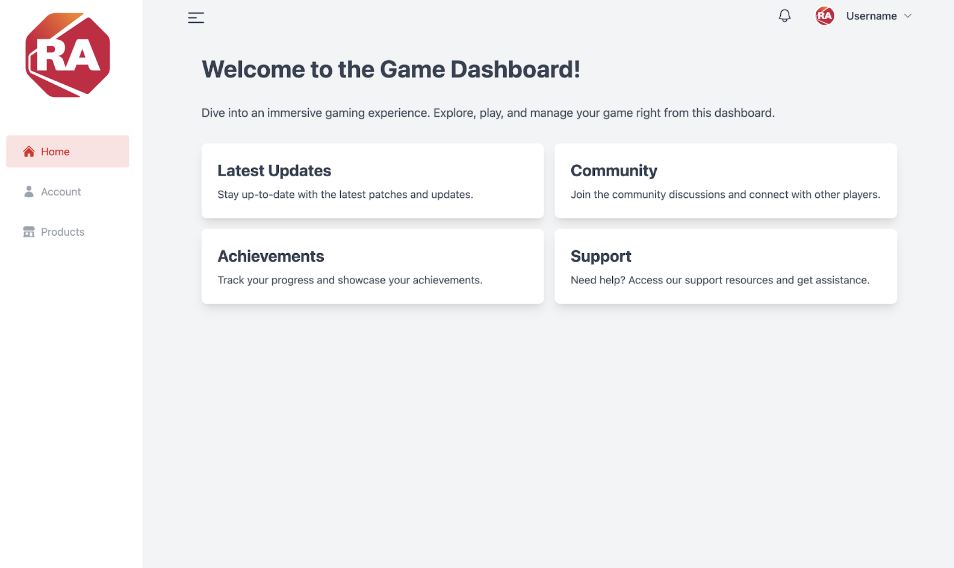 RA
Home
Account
Products
RA
Username
Welcome to the Game Dashboard!
Dive into an immersive gaming experience. Explore, play, and manage your game right from this dashboard.
Latest Updates
Stay up-to-date with the latest patches and updates.
Community
Join the community discussions and connect with other players.
Achievements
Track your progress and showcase your achievements.
Support
Need help? Access our support resources and get assistance.